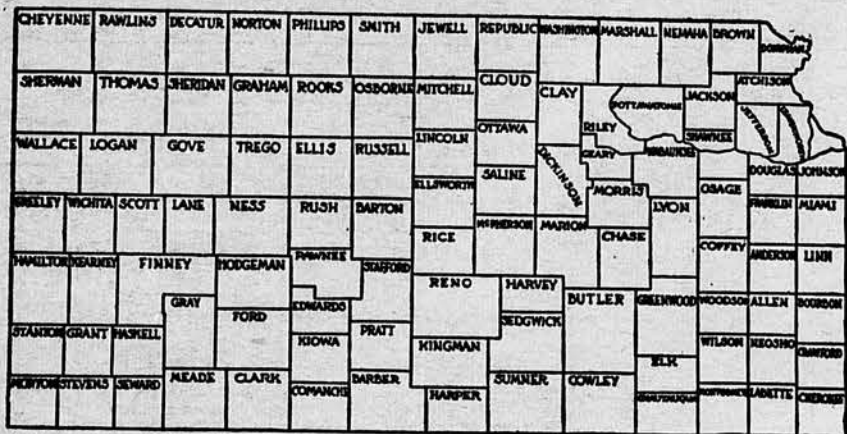 CHEYENNE RAWLINS DECATUR NORTON PHILLIPS SMITH JEWELL REPUBLIC WASHINGTON MARSHALL NEMAHA BROWN DONIPHAN
SHERMAN THOMAS SHERIDAN GRAHAM ROOKS OSBORNE MITCHELL CLOUD CLAY RILEY POTTAWATOMIE JACKSON ATCHISON
JEFFERSON
OTTAWA SHAWNEE
WALLACE LOGAN GOVE TREGO ELLIS RUSSELL LINCOLN DICKINSON GEARY WABAUNSEE DOUGLAS JOHNSON
ELLSWORTH SALINE MORRIS OSAGE
GREELEY WICHITA SCOTT LANE NESS RUSH BARTON LYON FRANKLIN MIAMI
RICE MCPHERSON MARION CHASE COFFEY
HAMILTON KEARNEY FINNEY HODGEMAN PAWNEE STAFFORD ANDERSON LINN
RENO HARVEY
GRAY EDWARDS BUTLER GREENWOOD WOODSON ALLEN BOURBON
FORD SEDGWICK
STANTON GRANT HASKELL KIOWA PRATT KINGMAN WILSON NEOSHO CRAWFORD
ELK
MORTON STEVENS SEWARD MEADE CLARK COMANCHE BARBER HARPER SUMNER COWLEY CHAUTAUQUA MONTGOMERY LABETTE CHEROKEE